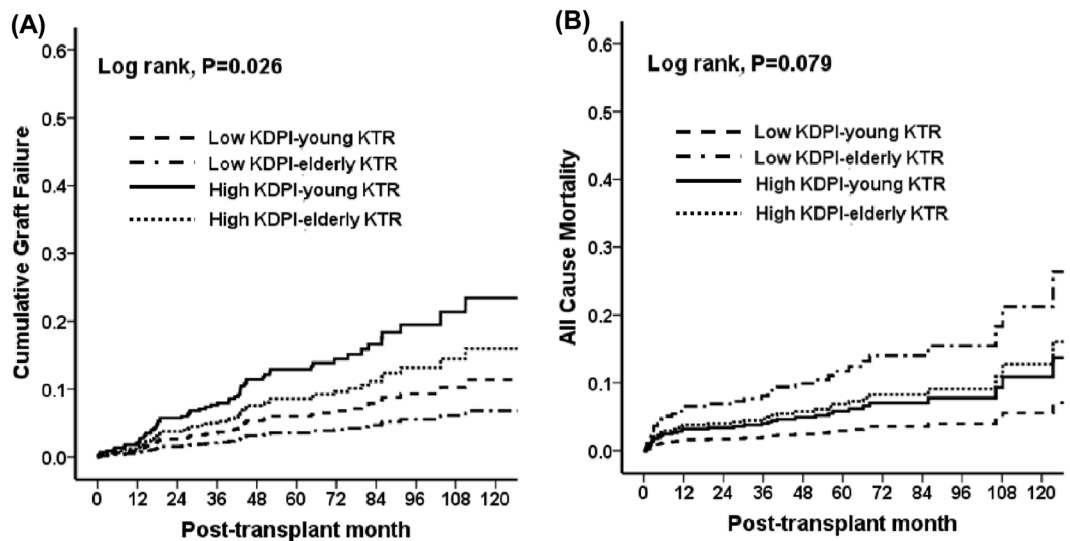 (A)
Cumulative Graft Failure
0.6
0.5
0.4
0.3
0.2
0.1
0.0
Log rank, P=0.026
Low KDPI-young KTR
Low KDPI-elderly KTR
High KDPI-young KTR
High KDPI-elderly KTR
0 12 24 36 48 60 72 84 96 108 120
Post-transplant month
(B)
All Cause Mortality
0.6
0.5
0.4
0.3
0.2
0.1
0.0
Log rank, P=0.079
Low KDPI-young KTR
Low KDPI-elderly KTR
High KDPI-young KTR
High KDPI-elderly KTR
0 12 24 36 48 60 72 84 96 108 120
Post-transplant month